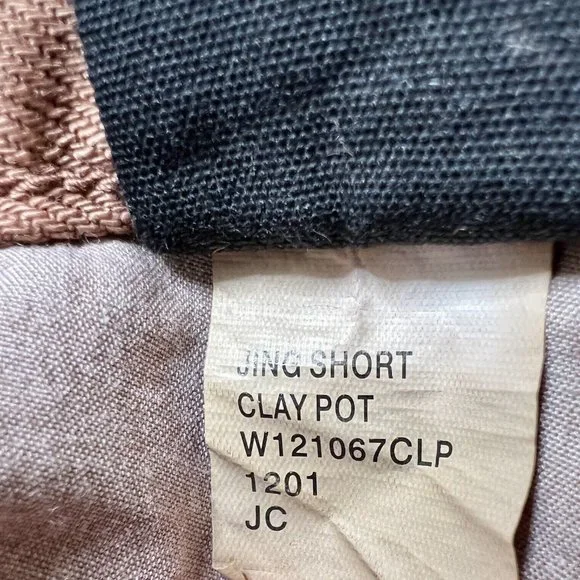 JING SHORT
CLAY POT
W121067CLP
1201
JC